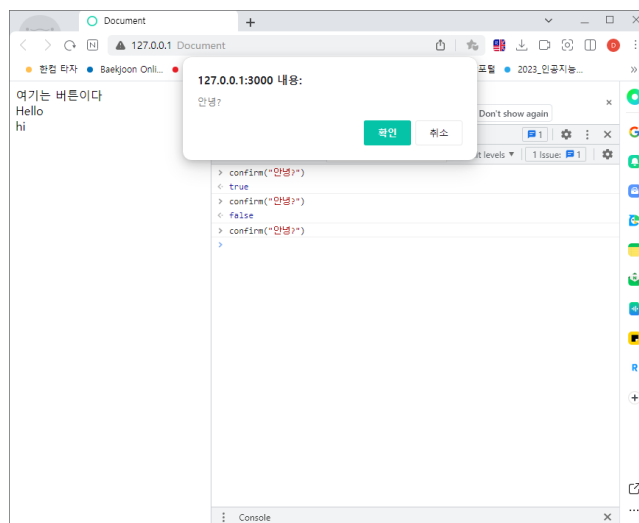 Document
127.0.0.1 Document
한컴 타자
Baekjoon Onli...
포털
2023_인공지능...
127.0.0.1:3000 내용:
안녕?
확인
취소
여기는 버튼이다
Hello
hi
Don't show again
1
levels
1 Issue:
1
confirm("안녕?")
true
confirm("안녕?")
false
confirm("안녕?")
Console